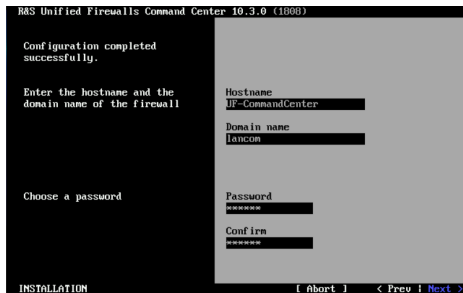 R&S Unified Firewalls Command Center 10.3.0 (1808)
Configuration completed
successfully.
Enter the hostname and the
domain name of the firewall
Hostname
UF-CommandCenter
Domain name
lancom
Choose a password
Password
******
Confirm
******
INSTALLATION
[ Abort ] < Prev ¦ Next >